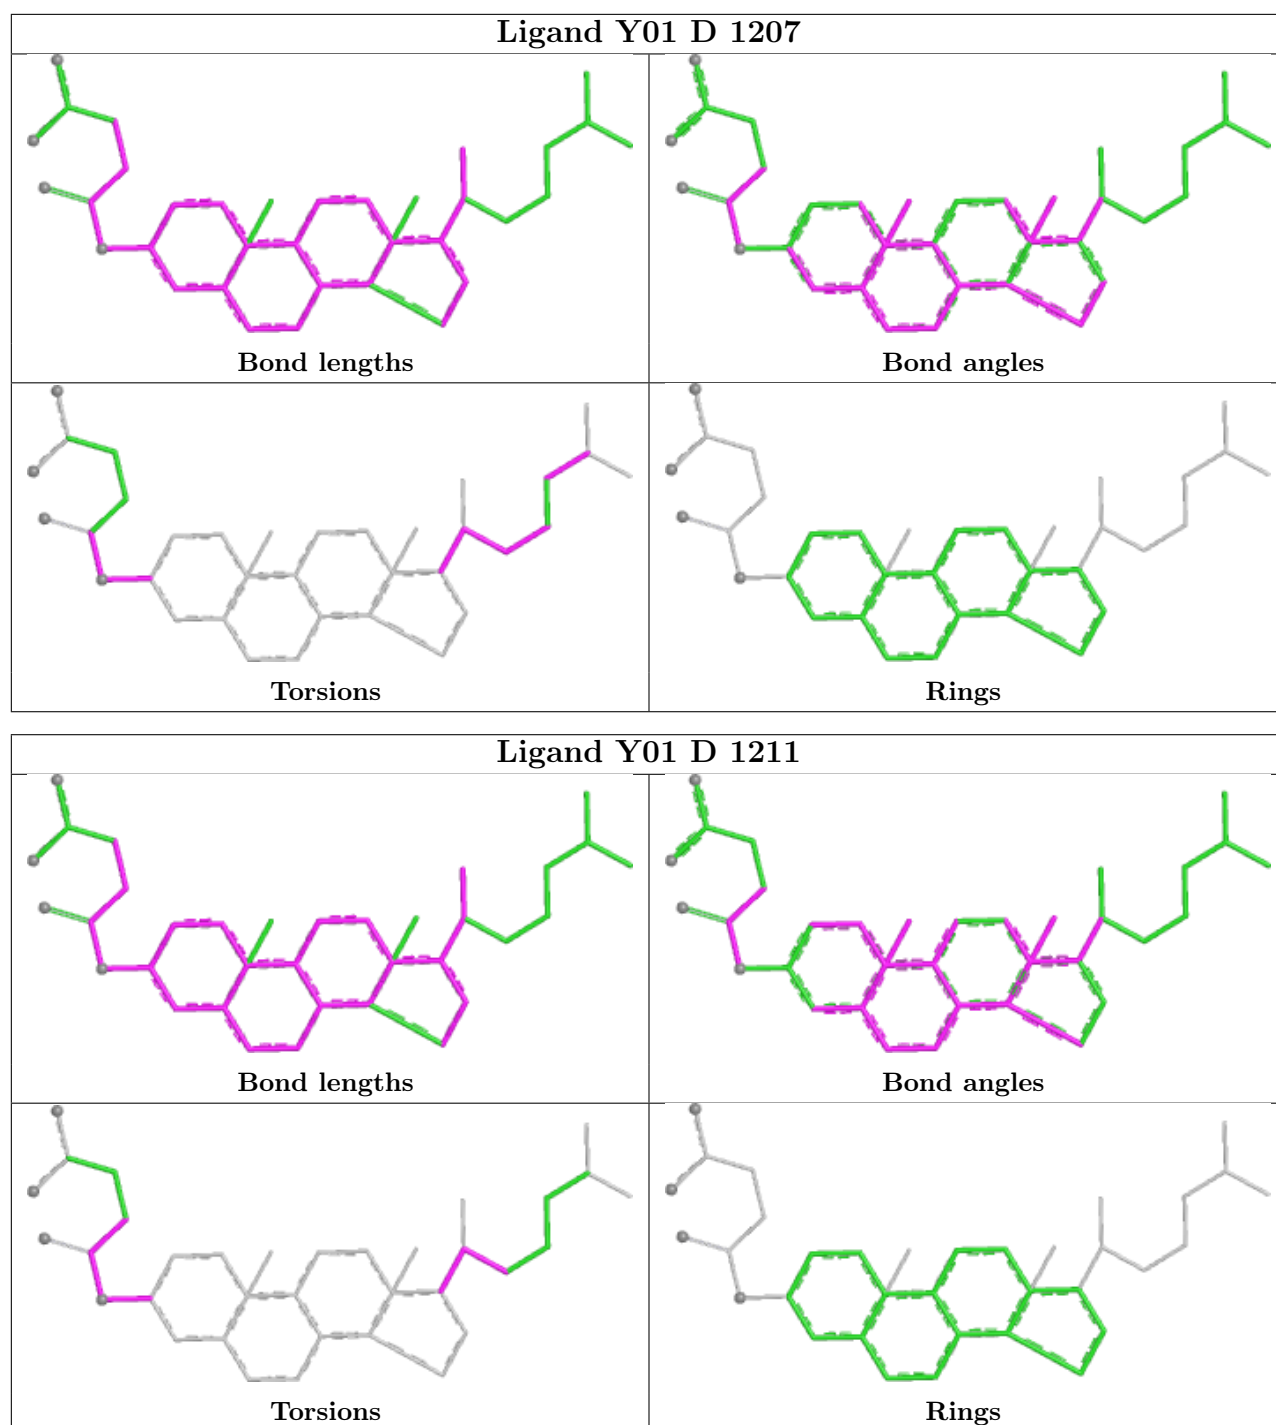 Ligand Y01 D 1207
Bond lengths
Bond angles
Torsions
Rings
Ligand Y01 D 1211
Bond lengths
Bond angles
Torsions
Rings